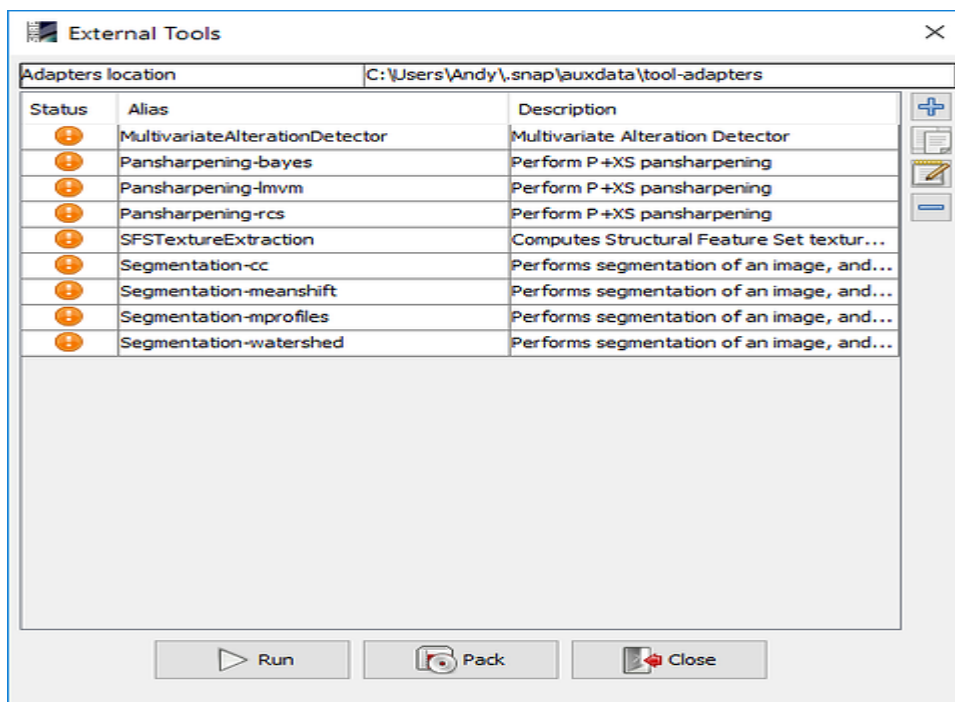 External Tools
Adapters location C:\Users\Andy\.snap\auxdata\tool-adapters
Status Alias Description
MultivariateAlterationDetector Multivariate Alteration Detector
Pansharpening-bayes Perform P+XS pansharpening
Pansharpening-lmvm Perform P+XS pansharpening
Pansharpening-rcs Perform P+XS pansharpening
SFSTextureExtraction Computes Structural Feature Set textur...
Segmentation-cc Performs segmentation of an image, and...
Segmentation-meanshift Performs segmentation of an image, and...
Segmentation-mprofiles Performs segmentation of an image, and...
Segmentation-watershed Performs segmentation of an image, and...
Run Pack Close